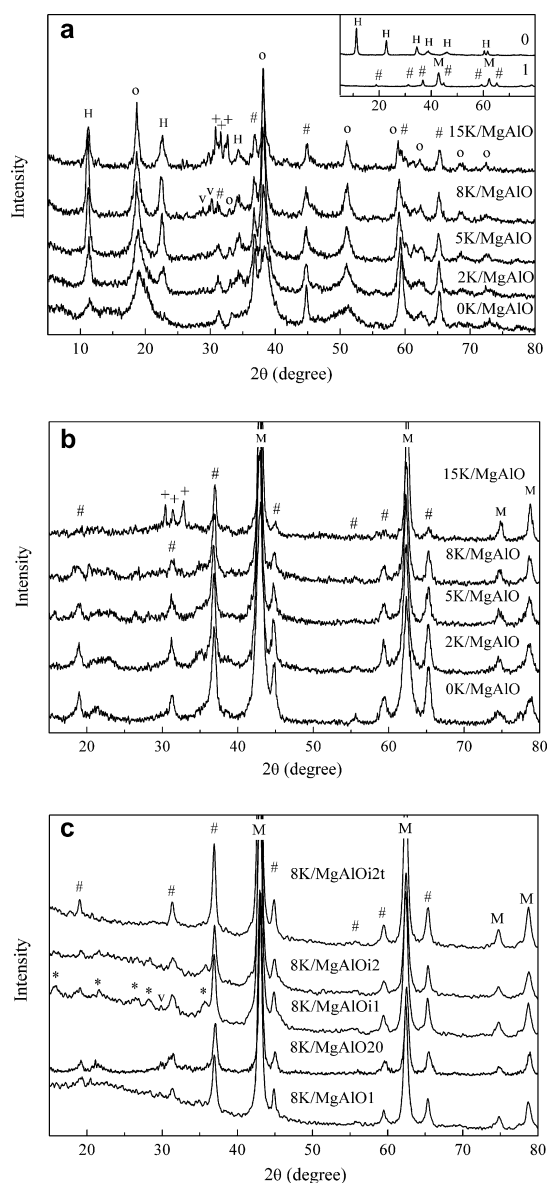 a
H
H
H
H
H
H
0
M
M
#
#
#
#
#
#
1
20
40
60
o
H
o
H
+
+
+
H
#
#
o
o
#
o
#
o
o
15K/MgAlO
v
v
#
o
8K/MgAlO
5K/MgAlO
2K/MgAlO
0K/MgAlO
Intensity
10
20
30
40
50
60
70
80
2θ (degree)
b
M
M
15K/MgAlO
#
+
+
+
#
#
#
#
#
M
M
#
8K/MgAlO
5K/MgAlO
2K/MgAlO
0K/MgAlO
Intensity
20
30
40
50
60
70
80
2θ (degree)
c
#
M
M
#
#
#
8K/MgAlOi2t
#
#
#
M
M
8K/MgAlOi2
*
*
*
*
v
*
8K/MgAlOi1
8K/MgAlO20
8K/MgAlO1
Intensity
20
30
40
50
60
70
80
2θ (degree)